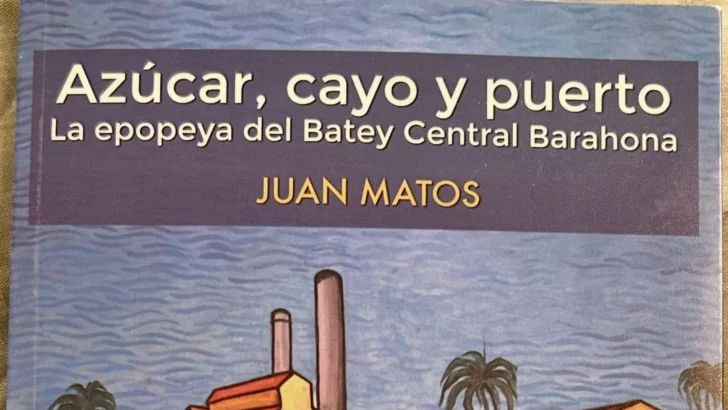 Azúcar, cayo y puerto
La epopeya del Batey Central Barahona
JUAN MATOS